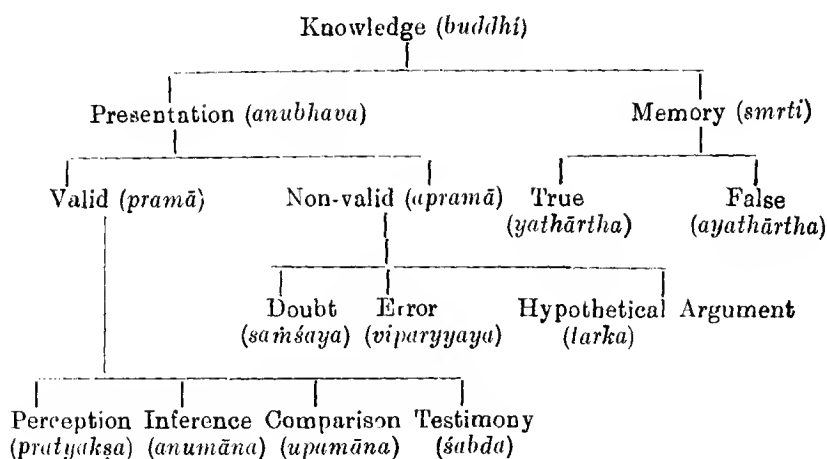 Knowledge (buddhi)
Presentation (anubhava) Memory (smrti)
Valid (pramā) Non-valid (apramā) True False
(yathārtha) (ayathārtha)
Doubt Error Hypothetical Argument
(saṁśaya) (viparyyaya) (tarka)
Perception Inference Comparison Testimony
(pratyakṣa) (anumāna) (upamāna) (śabda)